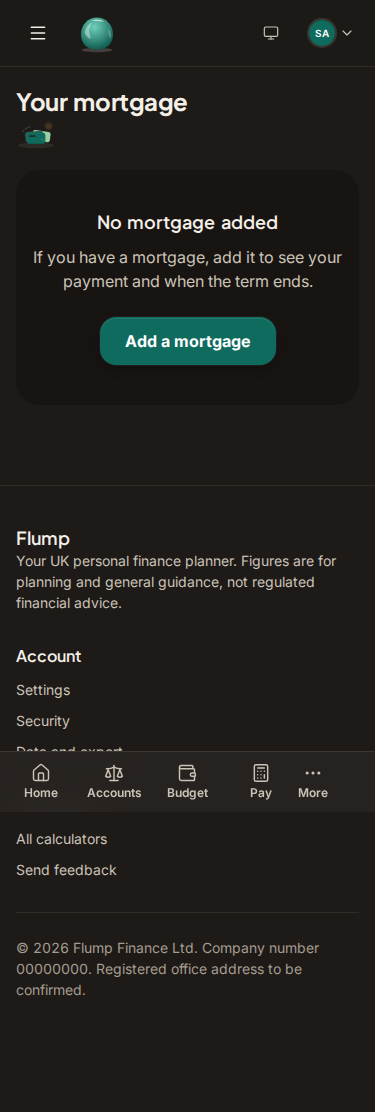 SA
Your mortgage
No mortgage added
If you have a mortgage, add it to see your
payment and when the term ends.
Add a mortgage
Flump
Your UK personal finance planner. Figures are for
planning and general guidance, not regulated
financial advice.
Account
Settings
Security
Data and export
Home Accounts Budget Pay More
All calculators
Send feedback
© 2026 Flump Finance Ltd. Company number
00000000. Registered office address to be
confirmed.